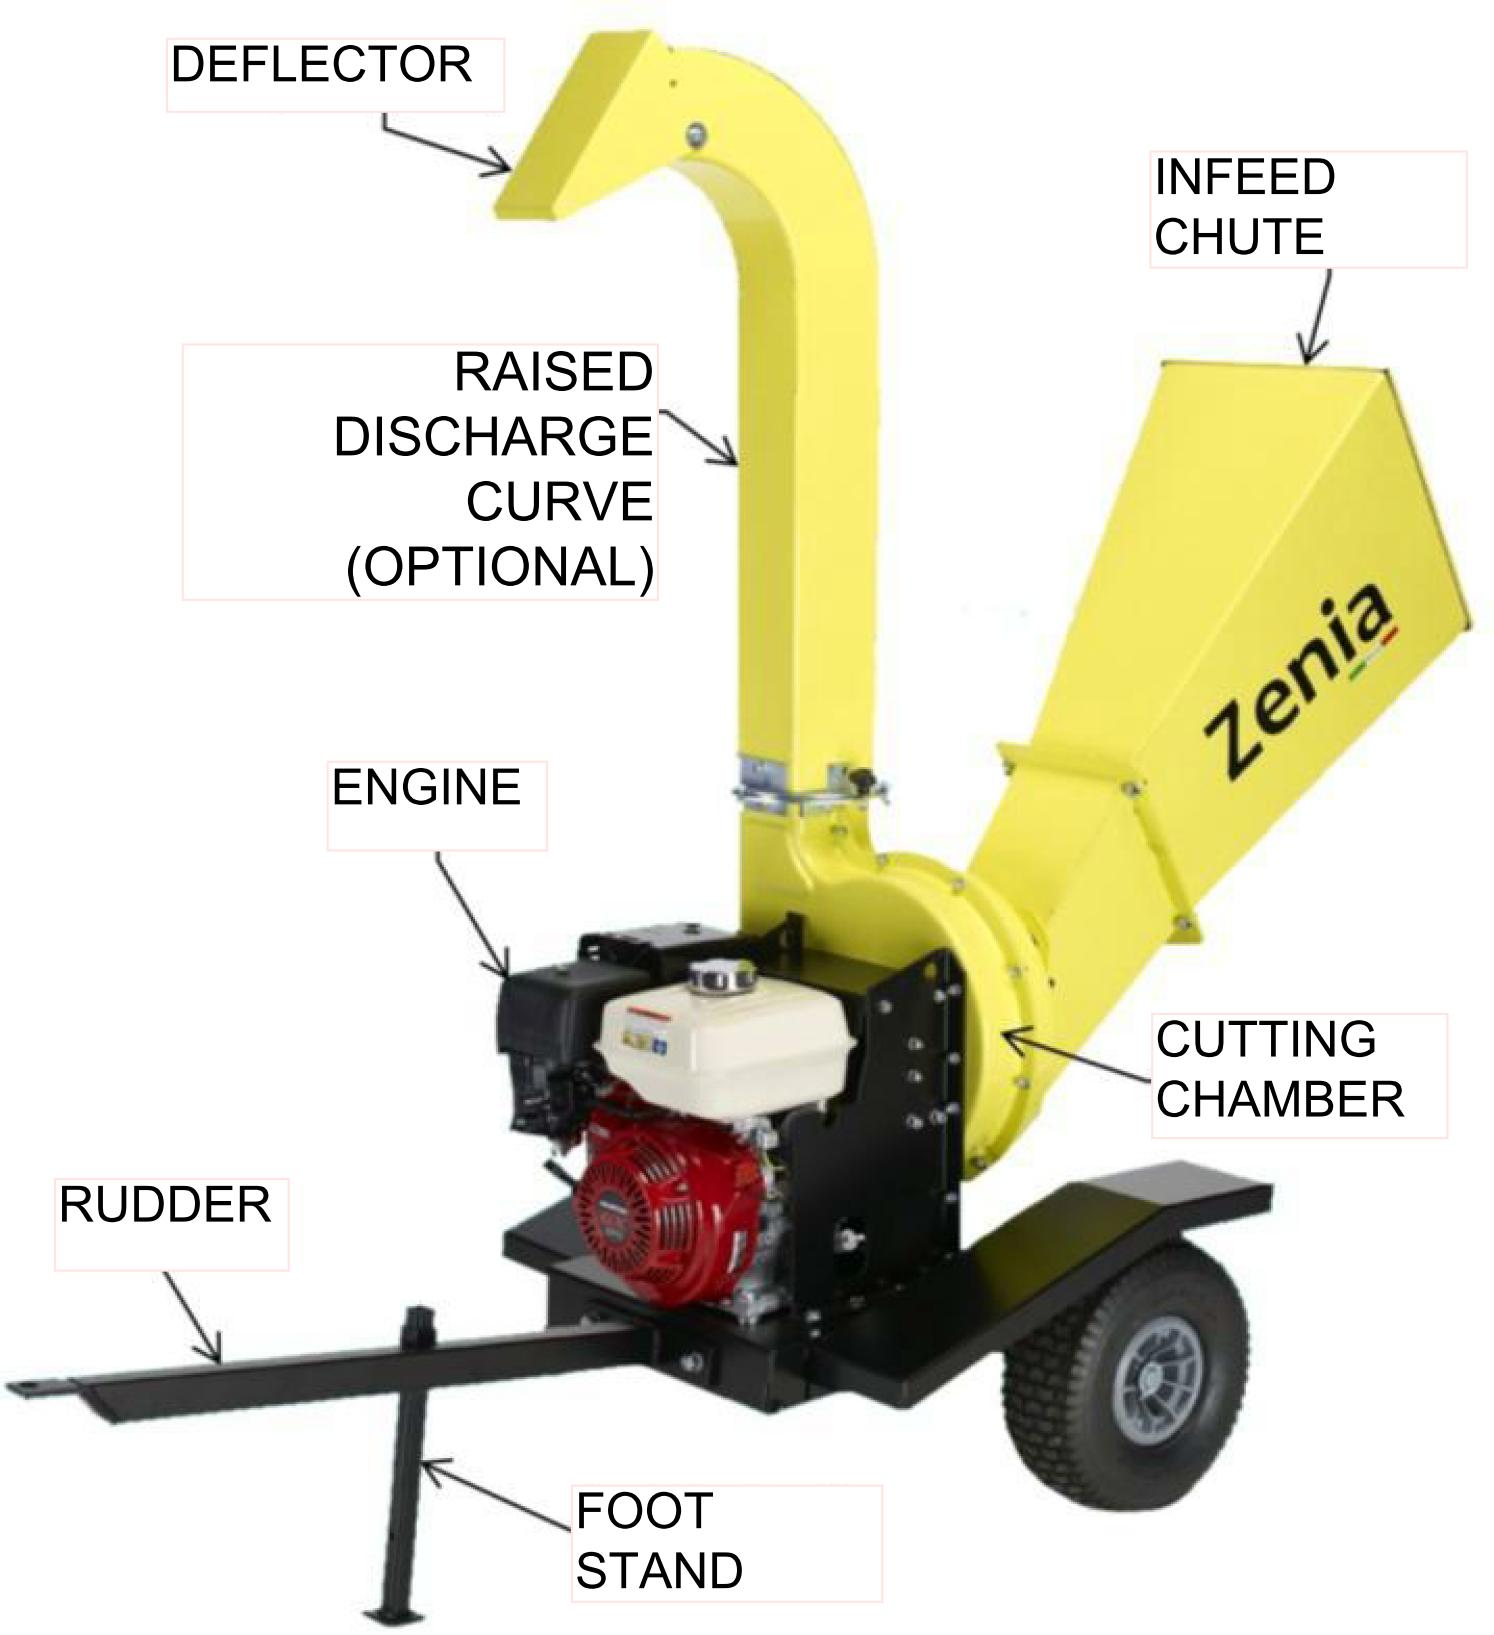 DEFLECTOR
INFEED
CHUTE
RAISED
DISCHARGE
CURVE
(OPTIONAL)
Zenia
ENGINE
CUTTING
CHAMBER
RUDDER
FOOT
STAND